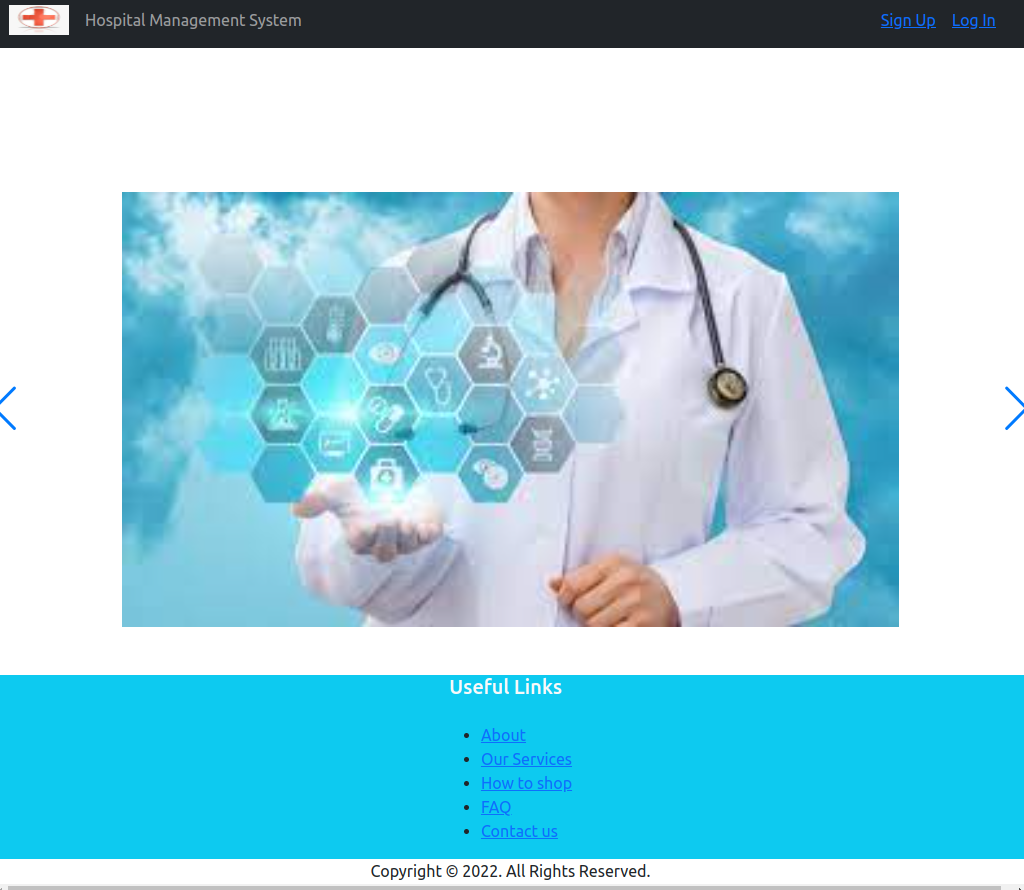 Hospital Management System
Sign Up
Log In
Useful Links
About
Our Services
How to shop
FAQ
Contact us
Copyright © 2022. All Rights Reserved.